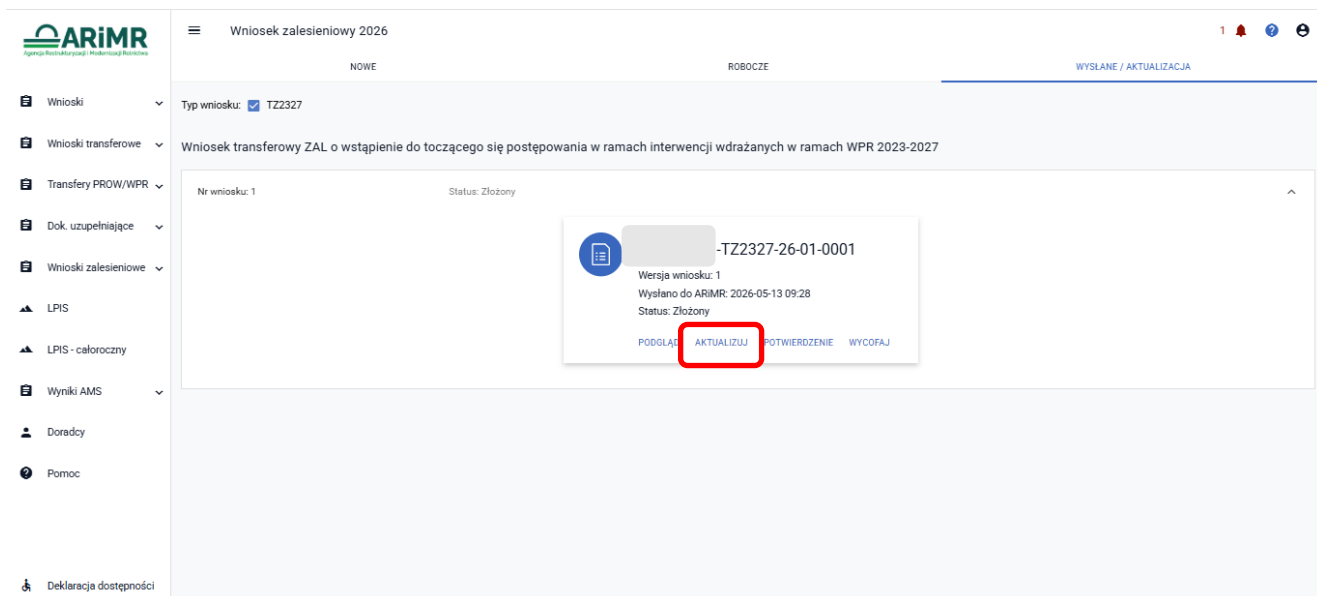 ARiMR
Agencja Restrukturyzacji i Modernizacji Rolnictwa
Wniosek zalesieniowy 2026
1
NOWE
ROBOCZE
WYSŁANE / AKTUALIZACJA
Wnioski
Wnioski transferowe
Transfery PROW/WPR
Dok. uzupełniające
Wnioski zalesieniowe
LPIS
LPIS - całoroczny
Wyniki AMS
Doradcy
Pomoc
Deklaracja dostępności
Typ wniosku: TZ2327
Wniosek transferowy ZAL o wstąpienie do toczącego się postępowania w ramach interwencji wdrażanych w ramach WPR 2023-2027
Nr wniosku: 1 Status: Złożony
-TZ2327-26-01-0001
Wersja wniosku: 1
Wysłano do ARiMR: 2026-05-13 09:28
Status: Złożony
PODGLĄD AKTUALIZUJ POTWIERDZENIE WYCOFAJ